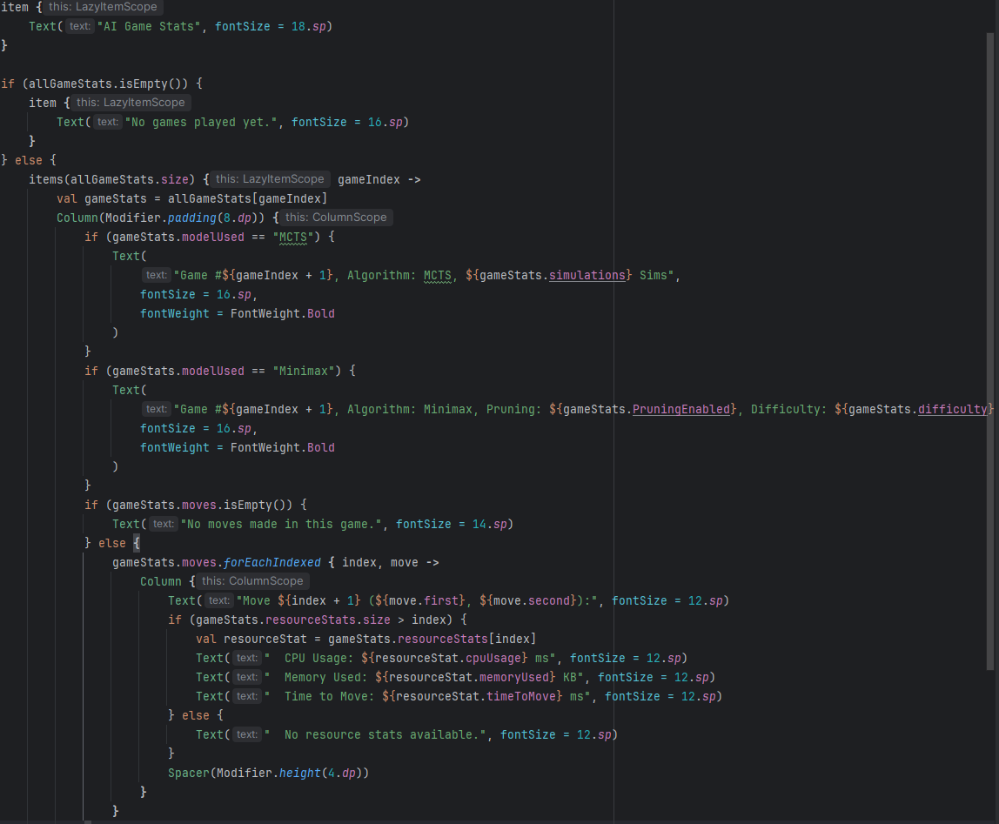 item { this: LazyItemScope
    Text( text: "AI Game Stats", fontSize = 18.sp)
}

if (allGameStats.isEmpty()) {
    item { this: LazyItemScope
        Text( text: "No games played yet.", fontSize = 16.sp)
    }
} else {
    items(allGameStats.size) { this: LazyItemScope gameIndex ->
        val gameStats = allGameStats[gameIndex]
        Column(Modifier.padding(8.dp)) { this: ColumnScope
            if (gameStats.modelUsed == "MCTS") {
                Text(
                    text: "Game #${gameIndex + 1}, Algorithm: MCTS, ${gameStats.simulations} Sims",
                    fontSize = 16.sp,
                    fontWeight = FontWeight.Bold
                )
            }
            if (gameStats.modelUsed == "Minimax") {
                Text(
                    text: "Game #${gameIndex + 1}, Algorithm: Minimax, Pruning: ${gameStats.PruningEnabled}, Difficulty: ${gameStats.difficulty}
                    fontSize = 16.sp,
                    fontWeight = FontWeight.Bold
                )
            }
            if (gameStats.moves.isEmpty()) {
                Text( text: "No moves made in this game.", fontSize = 14.sp)
            } else {
                gameStats.moves.forEachIndexed { index, move ->
                    Column { this: ColumnScope
                        Text( text: "Move ${index + 1} (${move.first}, ${move.second}):", fontSize = 12.sp)
                        if (gameStats.resourceStats.size > index) {
                            val resourceStat = gameStats.resourceStats[index]
                            Text( text: "  CPU Usage: ${resourceStat.cpuUsage} ms", fontSize = 12.sp)
                            Text( text: "  Memory Used: ${resourceStat.memoryUsed} KB", fontSize = 12.sp)
                            Text( text: "  Time to Move: ${resourceStat.timeToMove} ms", fontSize = 12.sp)
                        } else {
                            Text( text: "  No resource stats available.", fontSize = 12.sp)
                        }
                        Spacer(Modifier.height(4.dp))
                    }
                }